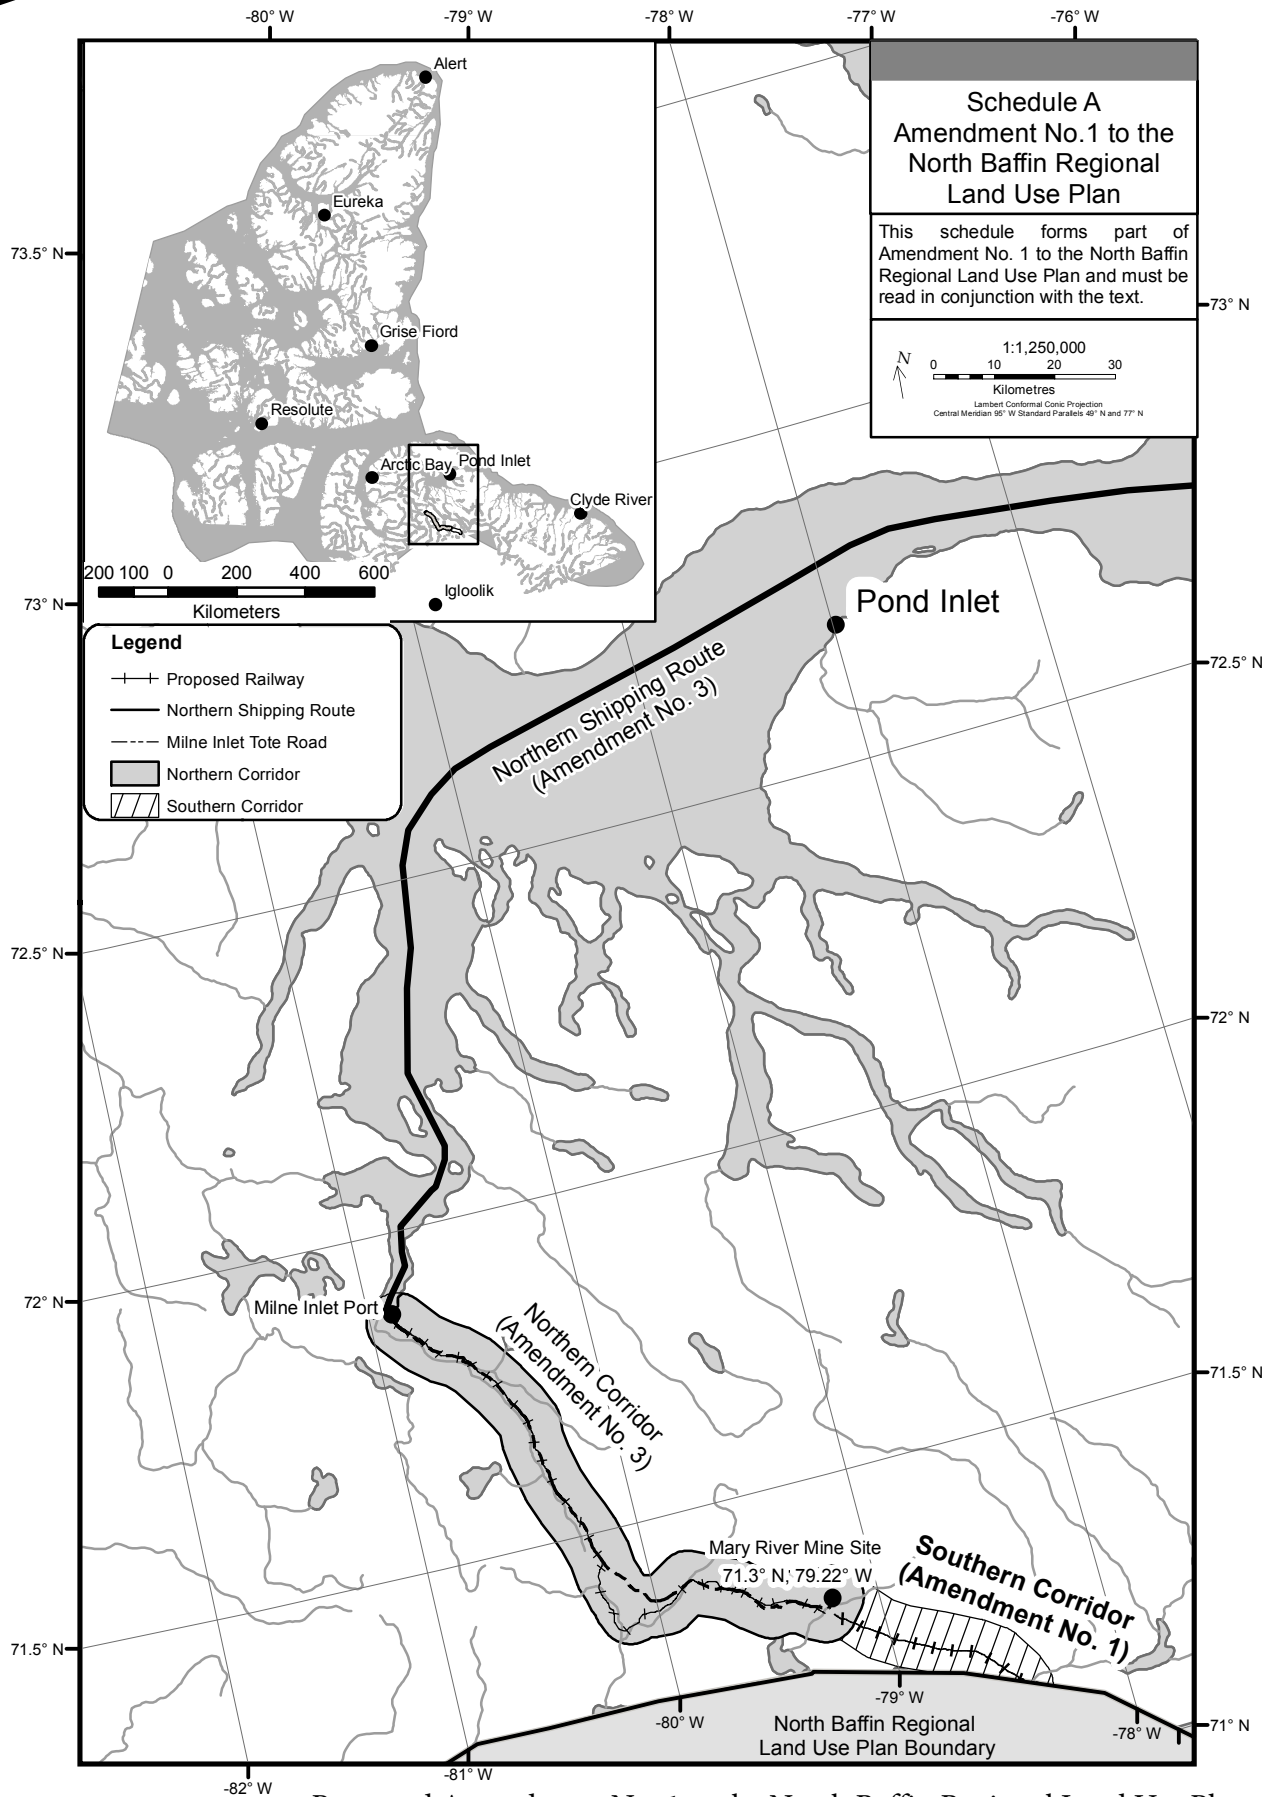 -80° W
-79° W
-78° W
-77° W
-76° W
Schedule A
Amendment No.1 to the
North Baffin Regional
Land Use Plan
This schedule forms part of
Amendment No. 1 to the North Baffin
Regional Land Use Plan and must be
read in conjunction with the text.
N
1:1,250,000
0 10 20 30
Kilometres
Lambert Conformal Conic Projection
Central Meridian 95° W Standard Parallels 49° N and 77° N
Alert
Eureka
Grise Fiord
Resolute
Arctic Bay
Pond Inlet
Clyde River
Igloolik
200 100 0 200 400 600
Kilometers
Legend
Proposed Railway
Northern Shipping Route
Milne Inlet Tote Road
Northern Corridor
Southern Corridor
73.5° N
73° N
72.5° N
72° N
71.5° N
73° N
72.5° N
72° N
71.5° N
71° N
Pond Inlet
Northern Shipping Route
(Amendment No. 3)
Milne Inlet Port
Northern Corridor
(Amendment No. 3)
Mary River Mine Site
71.3° N, 79.22° W
Southern Corridor
(Amendment No. 1)
-79° W
-80° W
-78° W
North Baffin Regional
Land Use Plan Boundary
-81° W
-82° W